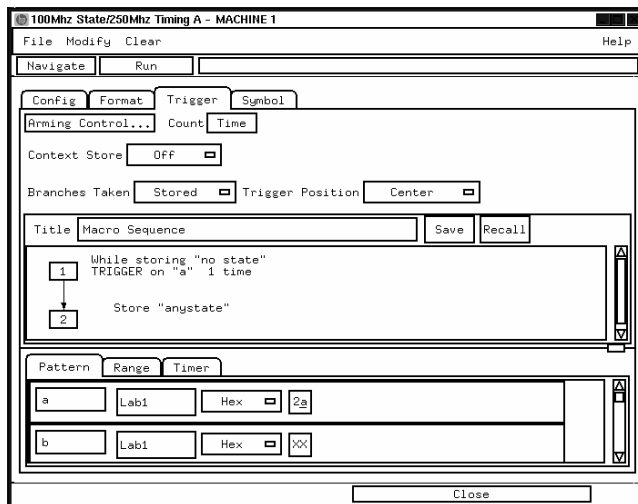 100Mhz State/250Mhz Timing A - MACHINE 1
File Modify Clear Help
Navigate Run
Config Format Trigger Symbol
Arming Control... Count Time
Context Store Off
Branches Taken Stored Trigger Position Center
Title Macro Sequence Save Recall
While storing "no state"
1 TRIGGER on "a" 1 time
Store "anystate"
2
Pattern Range Timer
a Lab1 Hex 2a
b Lab1 Hex XX
Close